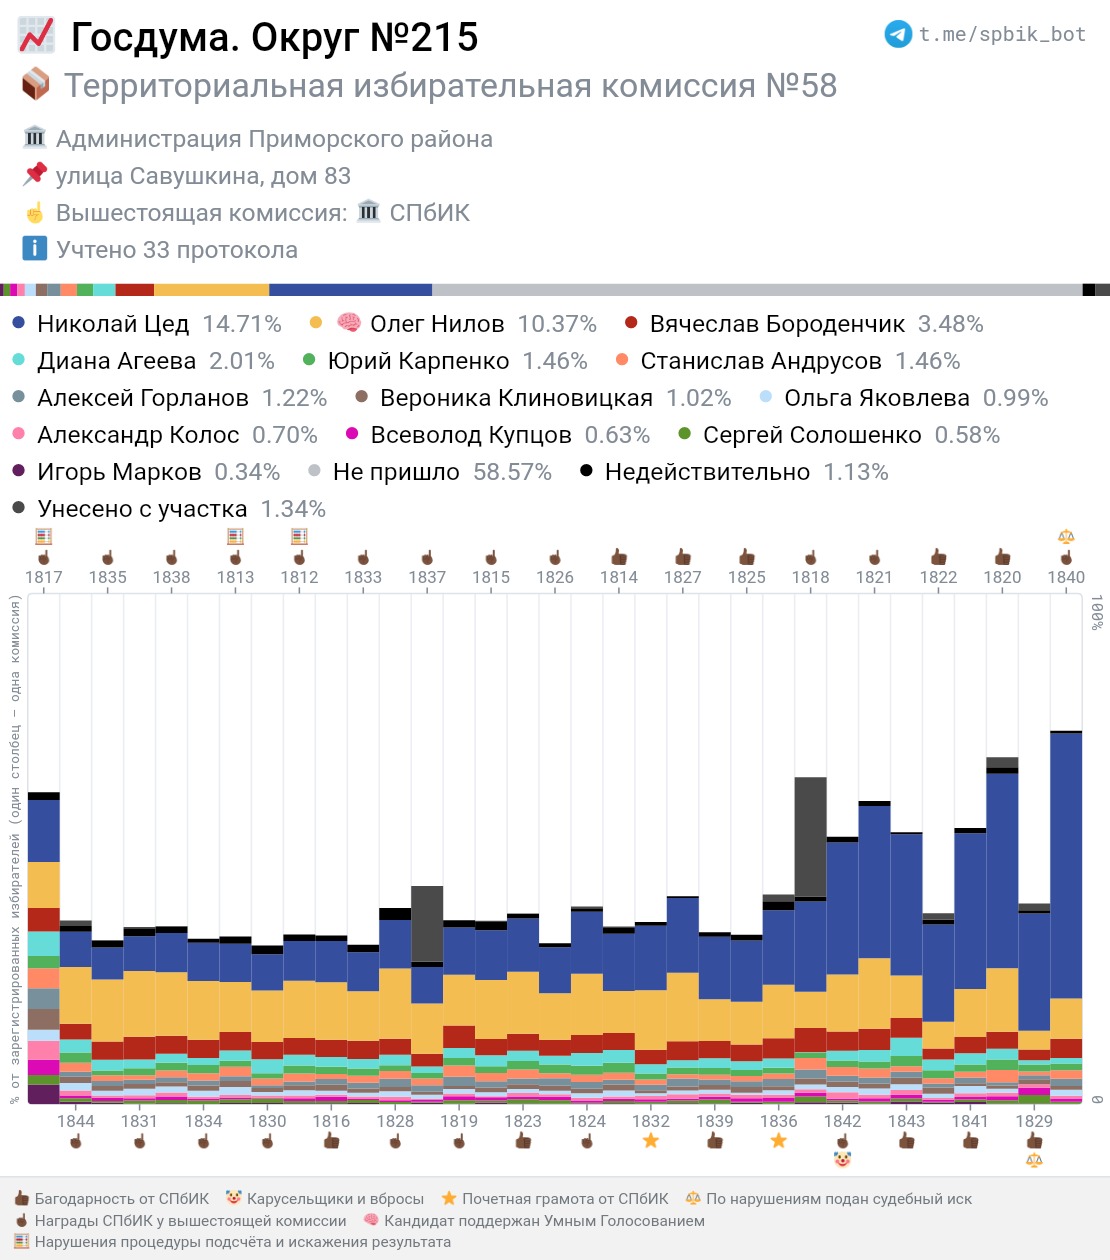 Госдума. Округ №215
t.me/spbik_bot
Территориальная избирательная комиссия №58
Администрация Приморского района
улица Савушкина, дом 83
Вышестоящая комиссия: СПбИК
Учтено 33 протокола
Николай Цед 14.71% Олег Нилов 10.37% Вячеслав Бороденчик 3.48%
Диана Агеева 2.01% Юрий Карпенко 1.46% Станислав Андрусов 1.46%
Алексей Горланов 1.22% Вероника Клиновицкая 1.02% Ольга Яковлева 0.99%
Александр Колос 0.70% Всеволод Купцов 0.63% Сергей Солошенко 0.58%
Игорь Марков 0.34% Не пришло 58.57% Недействительно 1.13%
Унесено с участка 1.34%
1817 1835 1838 1813 1812 1833 1837 1815 1826 1814 1827 1825 1818 1821 1822 1820 1840
% от зарегистрированных избирателей (один столбец — одна комиссия)
100%
0
1844 1831 1834 1830 1816 1828 1819 1823 1824 1832 1839 1836 1842 1843 1841 1829
Багодарность от СПбИК Карусельщики и вбросы Почетная грамота от СПбИК По нарушениям подан судебный иск
Награды СПбИК у вышестоящей комиссии Кандидат поддержан Умным Голосованием
Нарушения процедуры подсчёта и искажения результата